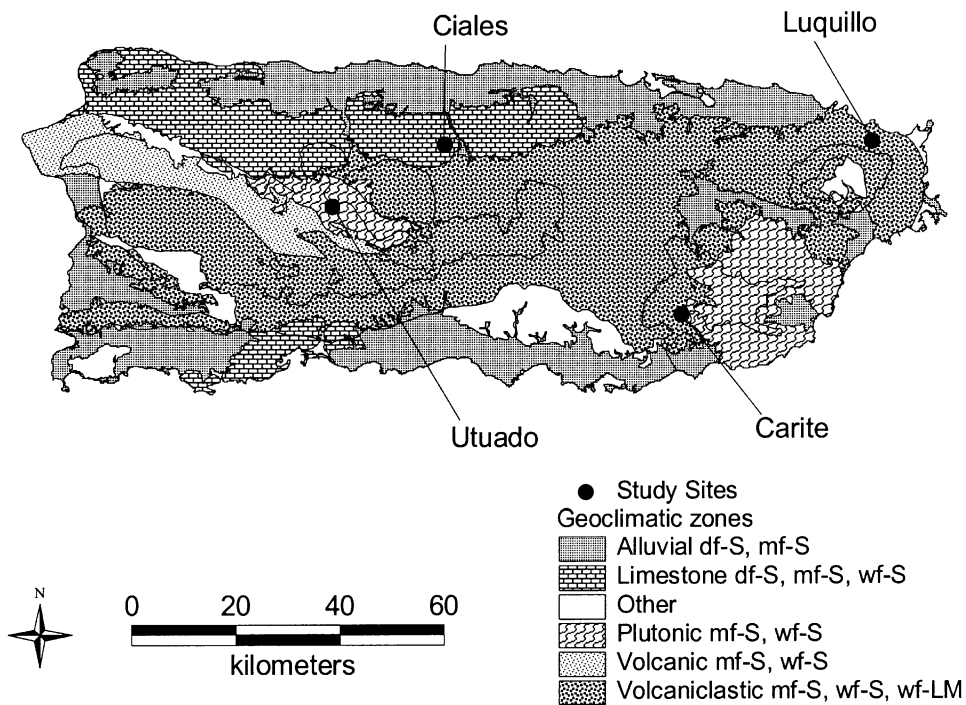 Ciales
Luquillo
Utuado
Carite
Study Sites
Geoclimatic zones
Alluvial df-S, mf-S
Limestone df-S, mf-S, wf-S
Other
Plutonic mf-S, wf-S
Volcanic mf-S, wf-S
Volcaniclastic mf-S, wf-S, wf-LM
N
0 20 40 60
kilometers